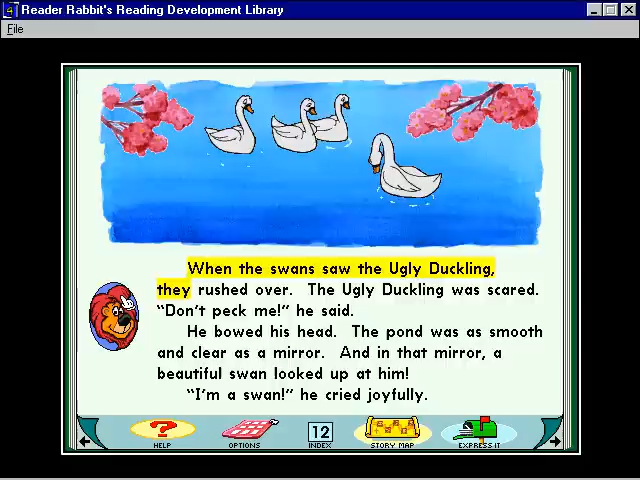 Reader Rabbit's Reading Development Library
File
When the swans saw the Ugly Duckling,
they rushed over. The Ugly Duckling was scared.
"Don't peck me!" he said.
He bowed his head. The pond was as smooth
and clear as a mirror. And in that mirror, a
beautiful swan looked up at him!
"I'm a swan!" he cried joyfully.
HELP
OPTIONS
12
INDEX
STORY MAP
EXPRESS IT